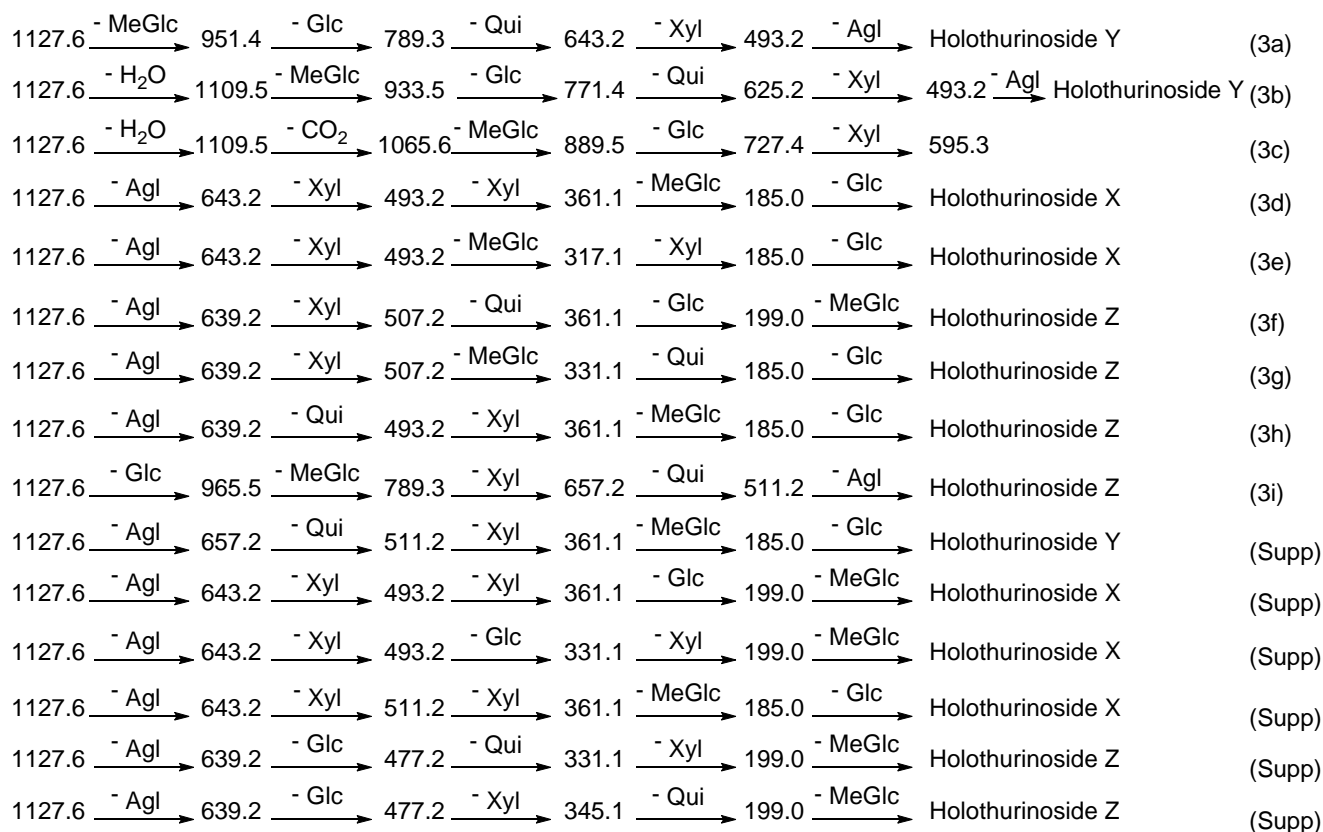 1127.6 - MeGlc 951.4 - Glc 789.3 - Qui 643.2 - Xyl 493.2 - Agl Holothurinoside Y (3a)
1127.6 - H₂O 1109.5 - MeGlc 933.5 - Glc 771.4 - Qui 625.2 - Xyl 493.2 - Agl Holothurinoside Y (3b)
1127.6 - H₂O 1109.5 - CO₂ 1065.6 - MeGlc 889.5 - Glc 727.4 - Xyl 595.3 (3c)
1127.6 - Agl 643.2 - Xyl 493.2 - Xyl 361.1 - MeGlc 185.0 - Glc Holothurinoside X (3d)
1127.6 - Agl 643.2 - Xyl 493.2 - MeGlc 317.1 - Xyl 185.0 - Glc Holothurinoside X (3e)
1127.6 - Agl 639.2 - Xyl 507.2 - Qui 361.1 - Glc 199.0 - MeGlc Holothurinoside Z (3f)
1127.6 - Agl 639.2 - Xyl 507.2 - MeGlc 331.1 - Qui 185.0 - Glc Holothurinoside Z (3g)
1127.6 - Agl 639.2 - Qui 493.2 - Xyl 361.1 - MeGlc 185.0 - Glc Holothurinoside Z (3h)
1127.6 - Glc 965.5 - MeGlc 789.3 - Xyl 657.2 - Qui 511.2 - Agl Holothurinoside Z (3i)
1127.6 - Agl 657.2 - Qui 511.2 - Xyl 361.1 - MeGlc 185.0 - Glc Holothurinoside Y (Supp)
1127.6 - Agl 643.2 - Xyl 493.2 - Xyl 361.1 - Glc 199.0 - MeGlc Holothurinoside X (Supp)
1127.6 - Agl 643.2 - Xyl 493.2 - Glc 331.1 - Xyl 199.0 - MeGlc Holothurinoside X (Supp)
1127.6 - Agl 643.2 - Xyl 511.2 - Xyl 361.1 - MeGlc 185.0 - Glc Holothurinoside X (Supp)
1127.6 - Agl 639.2 - Glc 477.2 - Qui 331.1 - Xyl 199.0 - MeGlc Holothurinoside Z (Supp)
1127.6 - Agl 639.2 - Glc 477.2 - Xyl 345.1 - Qui 199.0 - MeGlc Holothurinoside Z (Supp)